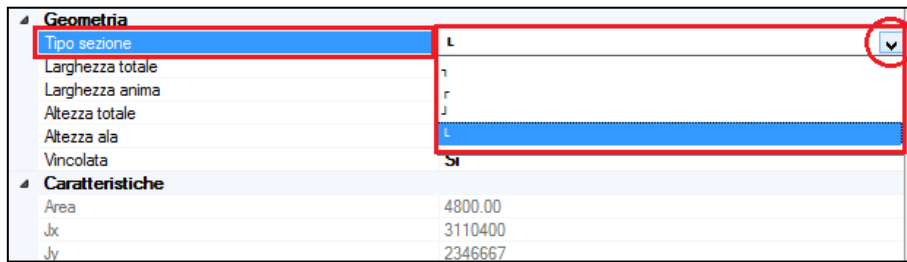 Geometria
Tipo sezione └
Larghezza totale ┐
Larghezza anima ┌
Altezza totale ┘
Altezza ala └
Vincolata Sì
Caratteristiche
Area 4800.00
Jx 3110400
Jy 2346667